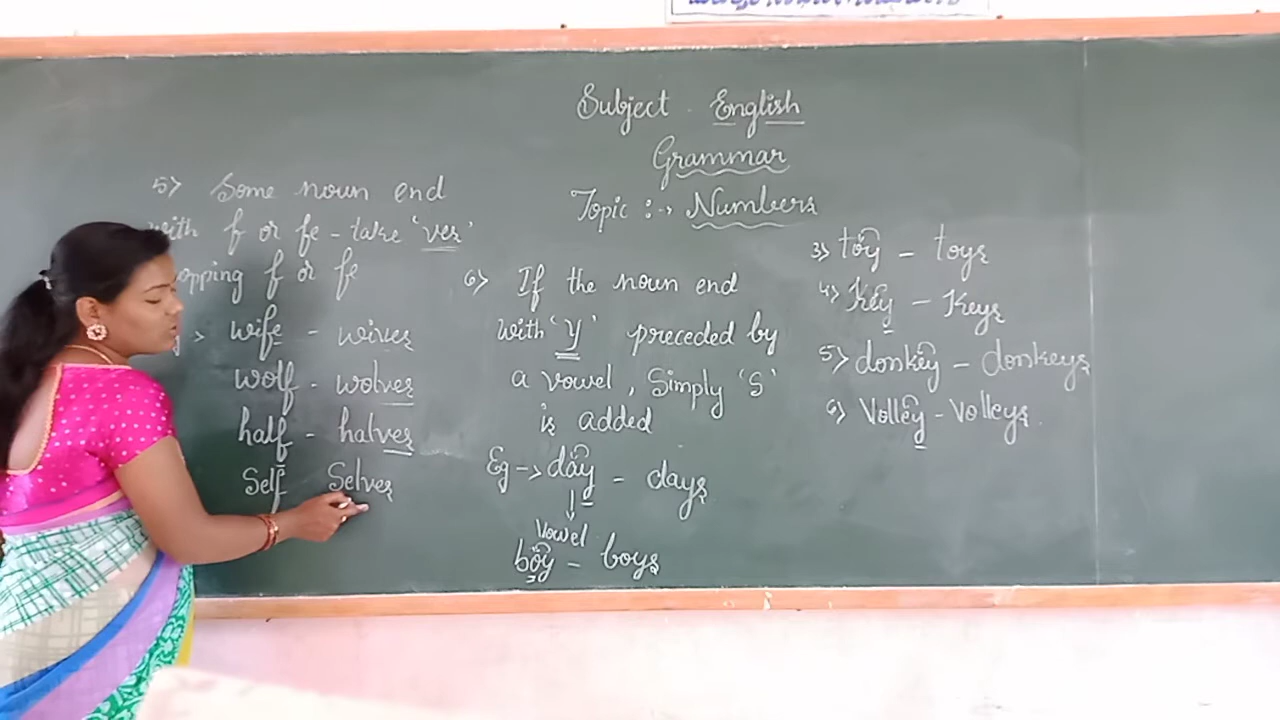 Subject - English
Grammar
Topic :-> Numbers
5> Some noun end
with f or fe - take 'ves'
opping f or fe
> wife - wives
wolf - wolves
half - halves
Self Selves
6> If the noun end
with 'y' preceded by
a vowel, Simply 'S'
is added
Eg -> day - days
↓
Vowel
boy - boys
3> toy - toys
4> Key - Keys
5> donkey - donkeys
6> Volley - Volleys.